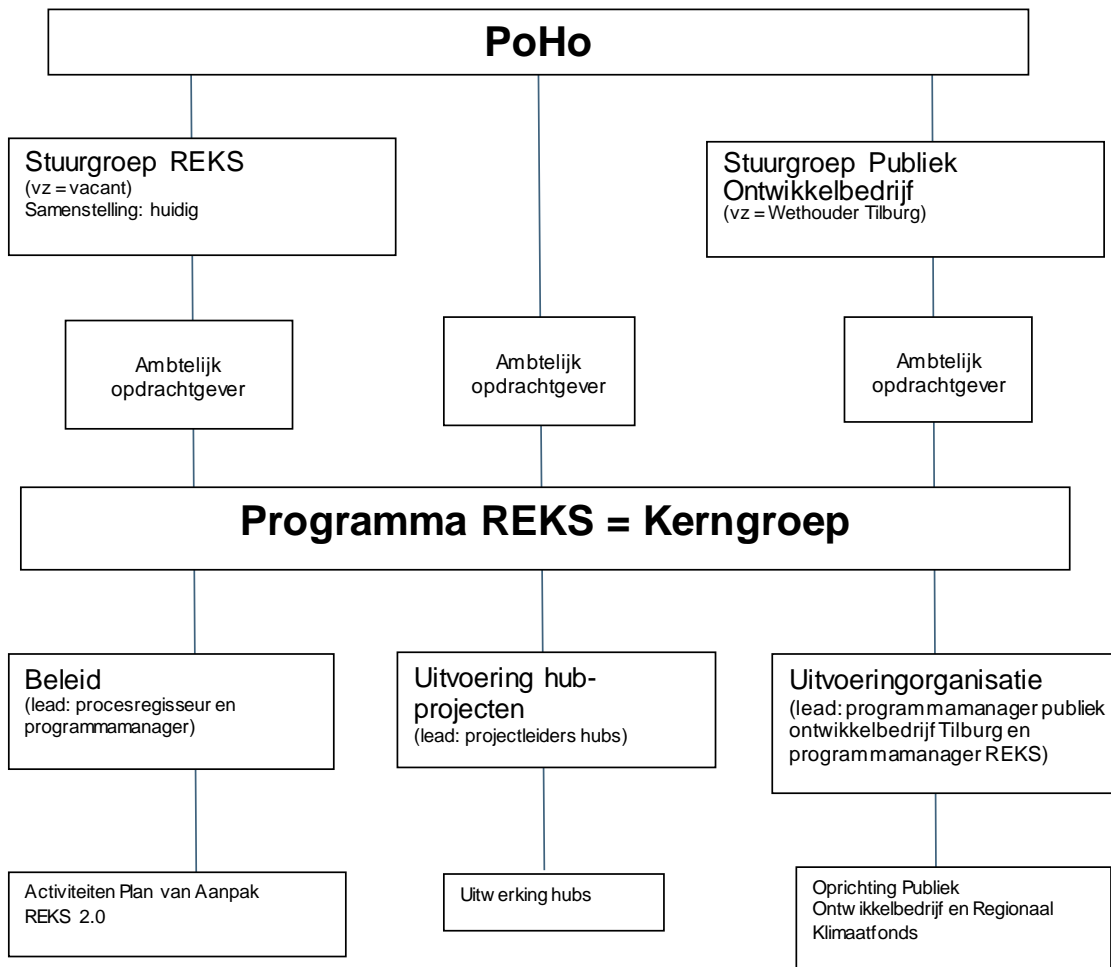 PoHo
Stuurgroep REKS
(vz = vacant)
Samenstelling: huidig
Stuurgroep Publiek
Ontwikkelbedrijf
(vz = Wethouder Tilburg)
Ambtelijk
opdrachtgever
Ambtelijk
opdrachtgever
Ambtelijk
opdrachtgever
Programma REKS = Kerngroep
Beleid
(lead: procesregisseur en
programmamanager)
Uitvoering hub-
projecten
(lead: projectleiders hubs)
Uitvoeringorganisatie
(lead: programmamanager publiek
ontwikkelbedrijf Tilburg en
programmamanager REKS)
Activiteiten Plan van Aanpak
REKS 2.0
Uitwerking hubs
Oprichting Publiek
Ontwikkelbedrijf en Regionaal
Klimaatfonds